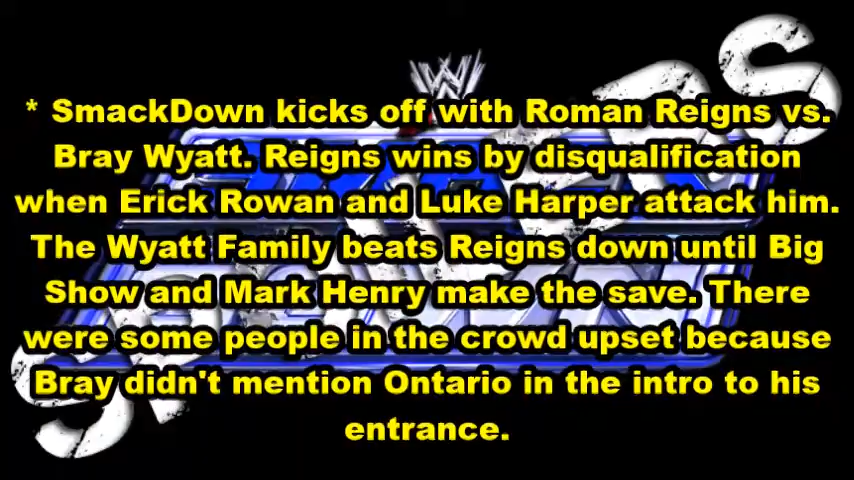 * SmackDown kicks off with Roman Reigns vs.
Bray Wyatt. Reigns wins by disqualification
when Erick Rowan and Luke Harper attack him.
The Wyatt Family beats Reigns down until Big
Show and Mark Henry make the save. There
were some people in the crowd upset because
Bray didn't mention Ontario in the intro to his
entrance.